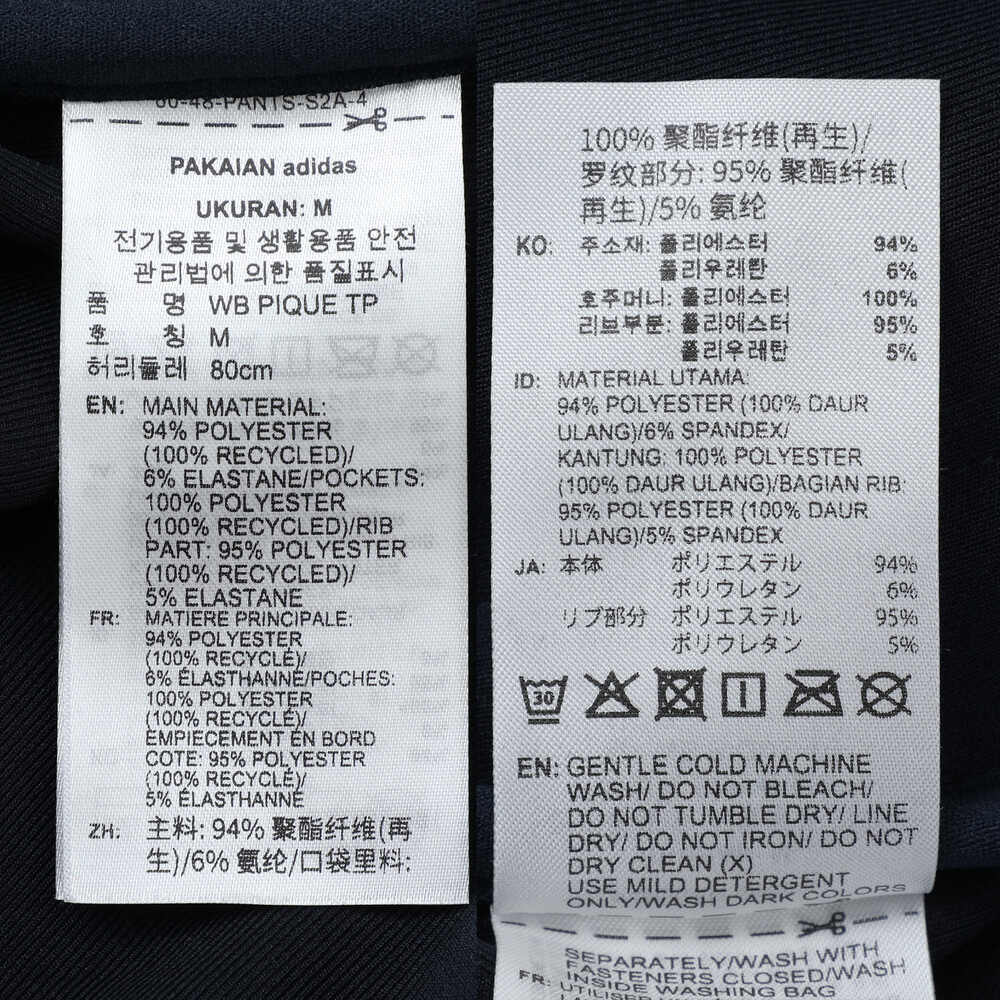 60-48-PANTS-S2A-4
PAKAIAN adidas
UKURAN: M
전기용품 및 생활용품 안전
관리법에 의한 품질표시
품 명 WB PIQUE TP
호 칭 M
허리둘레 80cm
EN: MAIN MATERIAL:
94% POLYESTER
(100% RECYCLED)/
6% ELASTANE/POCKETS:
100% POLYESTER
(100% RECYCLED)/RIB
PART: 95% POLYESTER
(100% RECYCLED)/
5% ELASTANE
FR: MATIERE PRINCIPALE:
94% POLYESTER
(100% RECYCLÉ)/
6% ÉLASTHANNE/POCHES:
100% POLYESTER
(100% RECYCLÉ)/
EMPIECEMENT EN BORD
COTE: 95% POLYESTER
(100% RECYCLÉ)/
5% ÉLASTHANNE
ZH: 主料: 94% 聚酯纤维(再
生)/6% 氨纶/口袋里料:
100% 聚酯纤维(再生)/
罗纹部分: 95% 聚酯纤维(
再生)/5% 氨纶
KO: 주소재: 폴리에스터 94%
폴리우레탄 6%
호주머니: 폴리에스터 100%
리브부분: 폴리에스터 95%
폴리우레탄 5%
ID: MATERIAL UTAMA:
94% POLYESTER (100% DAUR
ULANG)/6% SPANDEX/
KANTUNG: 100% POLYESTER
(100% DAUR ULANG)/BAGIAN RIB:
95% POLYESTER (100% DAUR
ULANG)/5% SPANDEX
JA: 本体 ポリエステル 94%
ポリウレタン 6%
リブ部分 ポリエステル 95%
ポリウレタン 5%
30
EN: GENTLE COLD MACHINE
WASH/ DO NOT BLEACH/
DO NOT TUMBLE DRY/ LINE
DRY/ DO NOT IRON/ DO NOT
DRY CLEAN (X)
USE MILD DETERGENT
ONLY/WASH DARK COLORS
SEPARATELY/WASH WITH
FASTENERS CLOSED/WASH
INSIDE WASHING BAG
FR: UTILISER